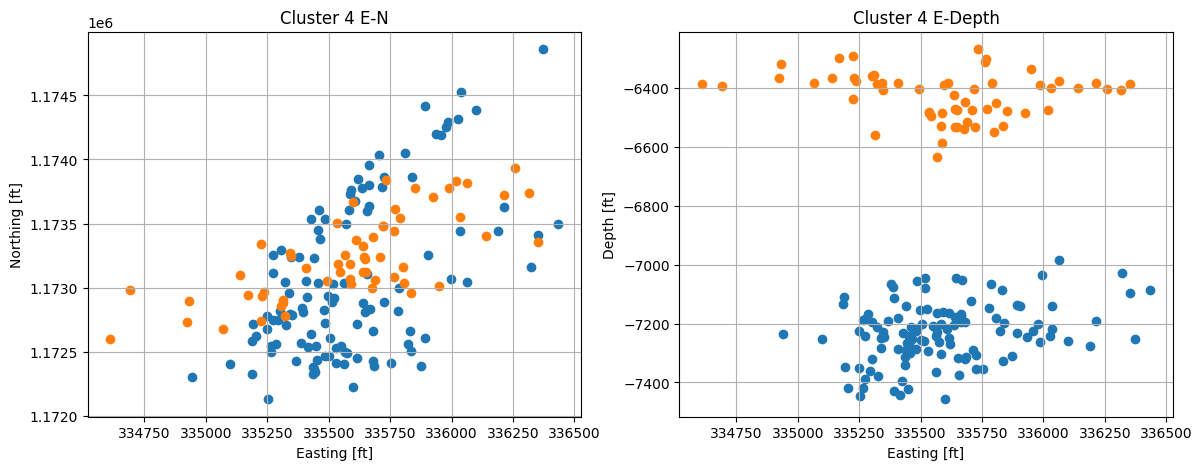 Cluster 4 E-N
1e6
1.1745
1.1740
1.1735
1.1730
1.1725
1.1720
Northing [ft]
334750 335000 335250 335500 335750 336000 336250 336500
Easting [ft]
Cluster 4 E-Depth
−6400
−6600
−6800
−7000
−7200
−7400
Depth [ft]
334750 335000 335250 335500 335750 336000 336250 336500
Easting [ft]